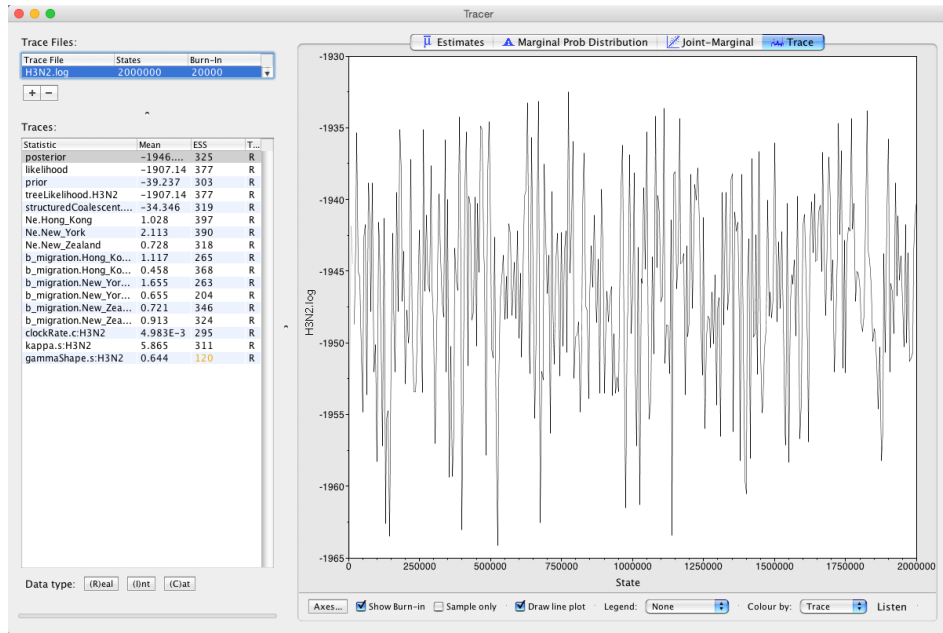 Tracer
Trace Files:
Trace File States Burn-In
H3N2.log 2000000 20000
+ −
Traces:
Statistic Mean ESS T...
posterior -1946.... 325 R
likelihood -1907.14 377 R
prior -39.237 303 R
treeLikelihood.H3N2 -1907.14 377 R
structuredCoalescent.... -34.346 319 R
Ne.Hong_Kong 1.028 397 R
Ne.New_York 2.113 390 R
Ne.New_Zealand 0.728 318 R
b_migration.Hong_Ko... 1.117 265 R
b_migration.Hong_Ko... 0.458 368 R
b_migration.New_Yor... 1.655 263 R
b_migration.New_Yor... 0.655 204 R
b_migration.New_Zea... 0.721 346 R
b_migration.New_Zea... 0.913 324 R
clockRate.c:H3N2 4.983E-3 295 R
kappa.s:H3N2 5.865 311 R
gammaShape.s:H3N2 0.644 120 R
Data type: (R)eal (I)nt (C)at
Estimates Marginal Prob Distribution Joint-Marginal Trace
-1930
-1935
-1940
-1945
-1950
-1955
-1960
-1965
H3N2.log
0 250000 500000 750000 1000000 1250000 1500000 1750000 2000000
State
Axes... Show Burn-in Sample only Draw line plot Legend: None Colour by: Trace Listen